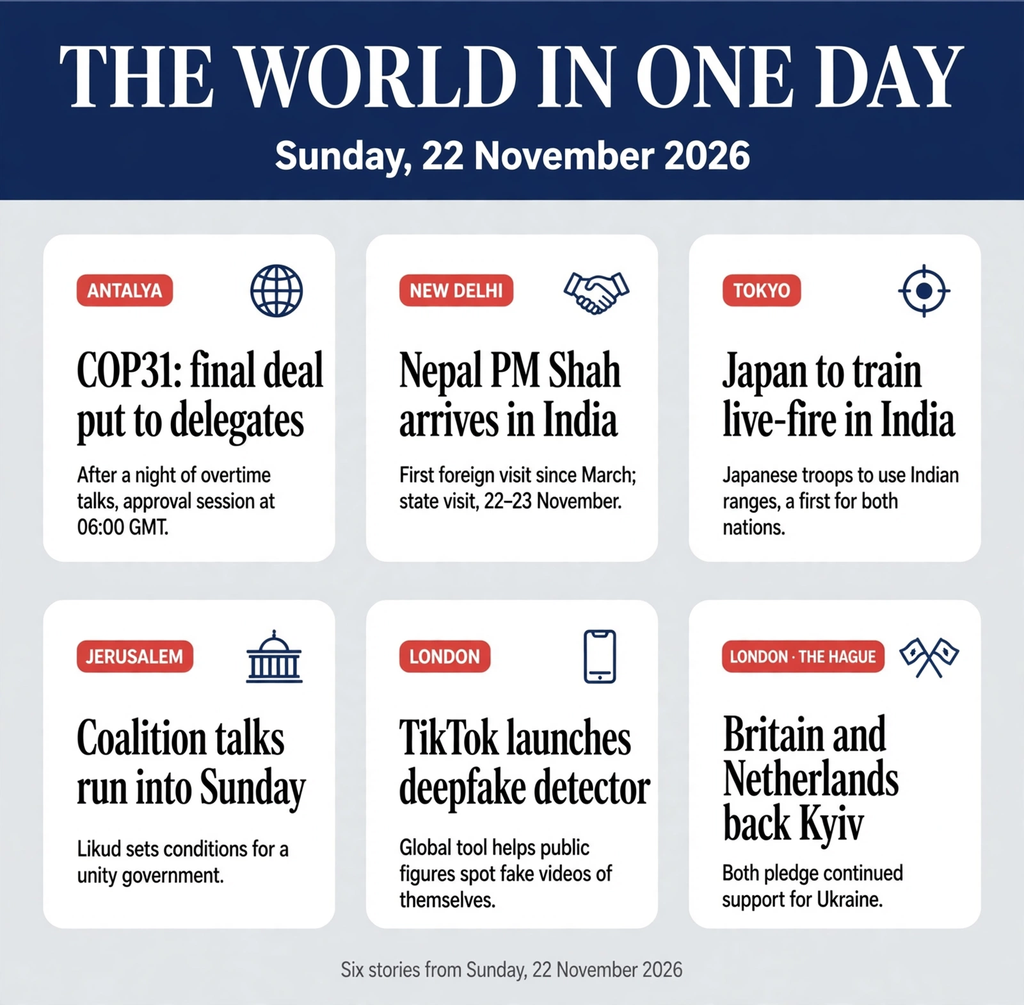 THE WORLD IN ONE DAY
Sunday, 22 November 2026
ANTALYA
COP31: final deal
put to delegates
After a night of overtime
talks, approval session at
06:00 GMT.
NEW DELHI
Nepal PM Shah
arrives in India
First foreign visit since March;
state visit, 22–23 November.
TOKYO
Japan to train
live-fire in India
Japanese troops to use Indian
ranges, a first for both
nations.
JERUSALEM
Coalition talks
run into Sunday
Likud sets conditions for a
unity government.
LONDON
TikTok launches
deepfake detector
Global tool helps public
figures spot fake videos of
themselves.
LONDON · THE HAGUE
Britain and
Netherlands
back Kyiv
Both pledge continued
support for Ukraine.
Six stories from Sunday, 22 November 2026